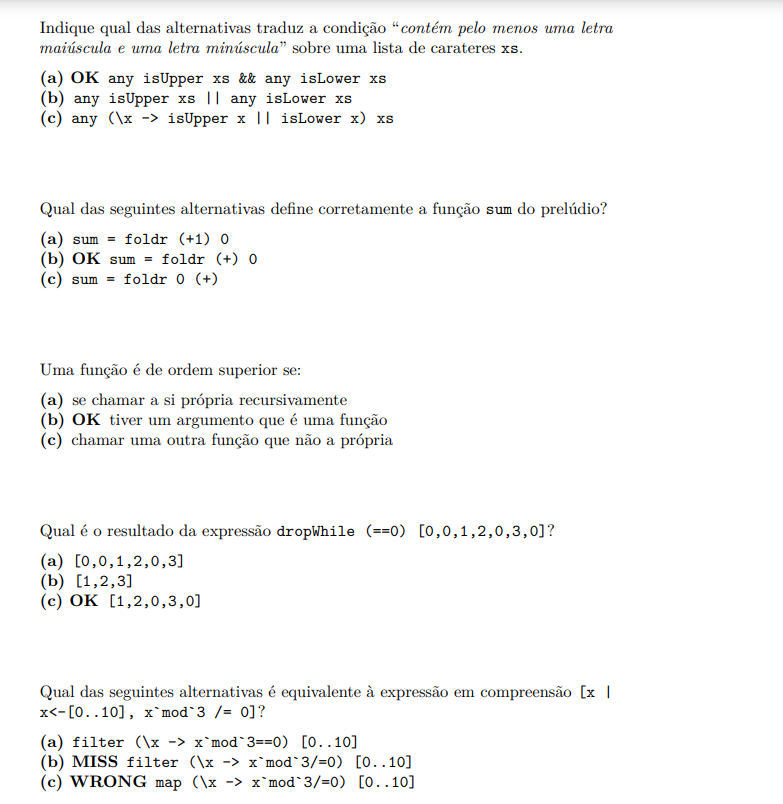 Indique qual das alternativas traduz a condição “contém pelo menos uma letra
maiúscula e uma letra minúscula” sobre uma lista de carateres xs.
(a) OK any isUpper xs && any isLower xs
(b) any isUpper xs || any isLower xs
(c) any (\x -> isUpper x || isLower x) xs
Qual das seguintes alternativas define corretamente a função sum do prelúdio?
(a) sum = foldr (+1) 0
(b) OK sum = foldr (+) 0
(c) sum = foldr 0 (+)
Uma função é de ordem superior se:
(a) se chamar a si própria recursivamente
(b) OK tiver um argumento que é uma função
(c) chamar uma outra função que não a própria
Qual é o resultado da expressão dropWhile (==0) [0,0,1,2,0,3,0]?
(a) [0,0,1,2,0,3]
(b) [1,2,3]
(c) OK [1,2,0,3,0]
Qual das seguintes alternativas é equivalente à expressão em compreensão [x |
x<-[0..10], x`mod`3 /= 0]?
(a) filter (\x -> x`mod`3==0) [0..10]
(b) MISS filter (\x -> x`mod`3/=0) [0..10]
(c) WRONG map (\x -> x`mod`3/=0) [0..10]